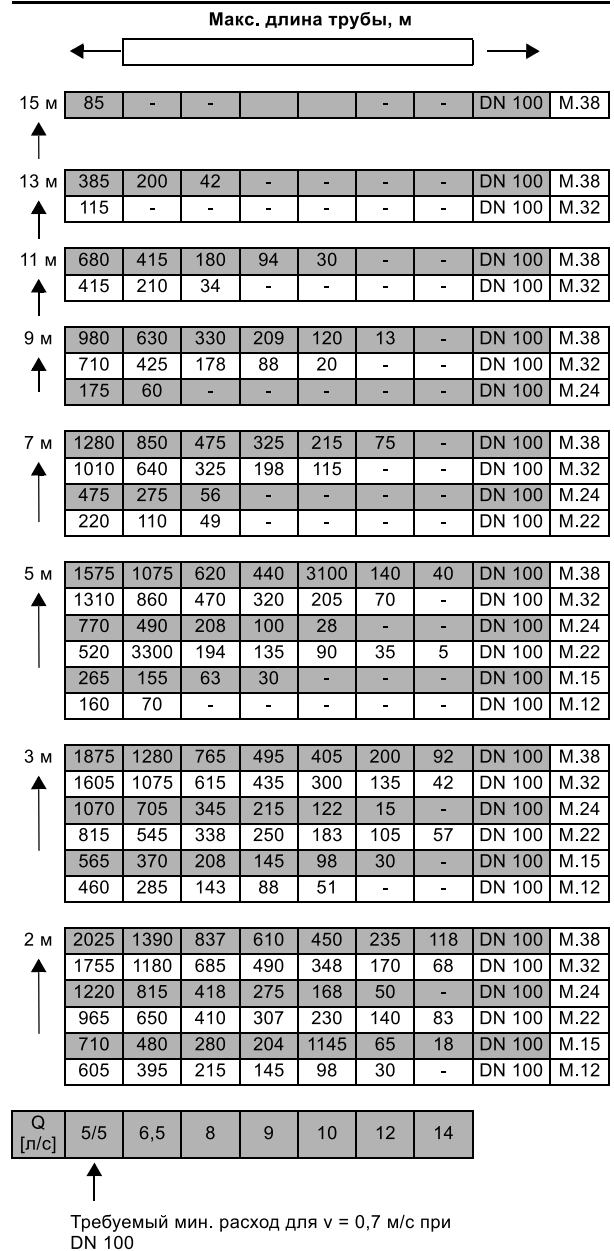 Макс. длина трубы, м
15 м 85 - - - - DN 100 М.38
13 м 385 200 42 - - - - DN 100 М.38
115 - - - - - - DN 100 М.32
11 м 680 415 180 94 30 - - DN 100 М.38
415 210 34 - - - - DN 100 М.32
9 м 980 630 330 209 120 13 - DN 100 М.38
710 425 178 88 20 - - DN 100 М.32
175 60 - - - - - DN 100 М.24
7 м 1280 850 475 325 215 75 - DN 100 М.38
1010 640 325 198 115 - - DN 100 М.32
475 275 56 - - - - DN 100 М.24
220 110 49 - - - - DN 100 М.22
5 м 1575 1075 620 440 3100 140 40 DN 100 М.38
1310 860 470 320 205 70 - DN 100 М.32
770 490 208 100 28 - - DN 100 М.24
520 3300 194 135 90 35 5 DN 100 М.22
265 155 63 30 - - - DN 100 М.15
160 70 - - - - - DN 100 М.12
3 м 1875 1280 765 495 405 200 92 DN 100 М.38
1605 1075 615 435 300 135 42 DN 100 М.32
1070 705 345 215 122 15 - DN 100 М.24
815 545 338 250 183 105 57 DN 100 М.22
565 370 208 145 98 30 - DN 100 М.15
460 285 143 88 51 - - DN 100 М.12
2 м 2025 1390 837 610 450 235 118 DN 100 М.38
1755 1180 685 490 348 170 68 DN 100 М.32
1220 815 418 275 168 50 - DN 100 М.24
965 650 410 307 230 140 83 DN 100 М.22
710 480 280 204 1145 65 18 DN 100 М.15
605 395 215 145 98 30 - DN 100 М.12
Q [л/с] 5/5 6,5 8 9 10 12 14
Требуемый мин. расход для v = 0,7 м/с при
DN 100